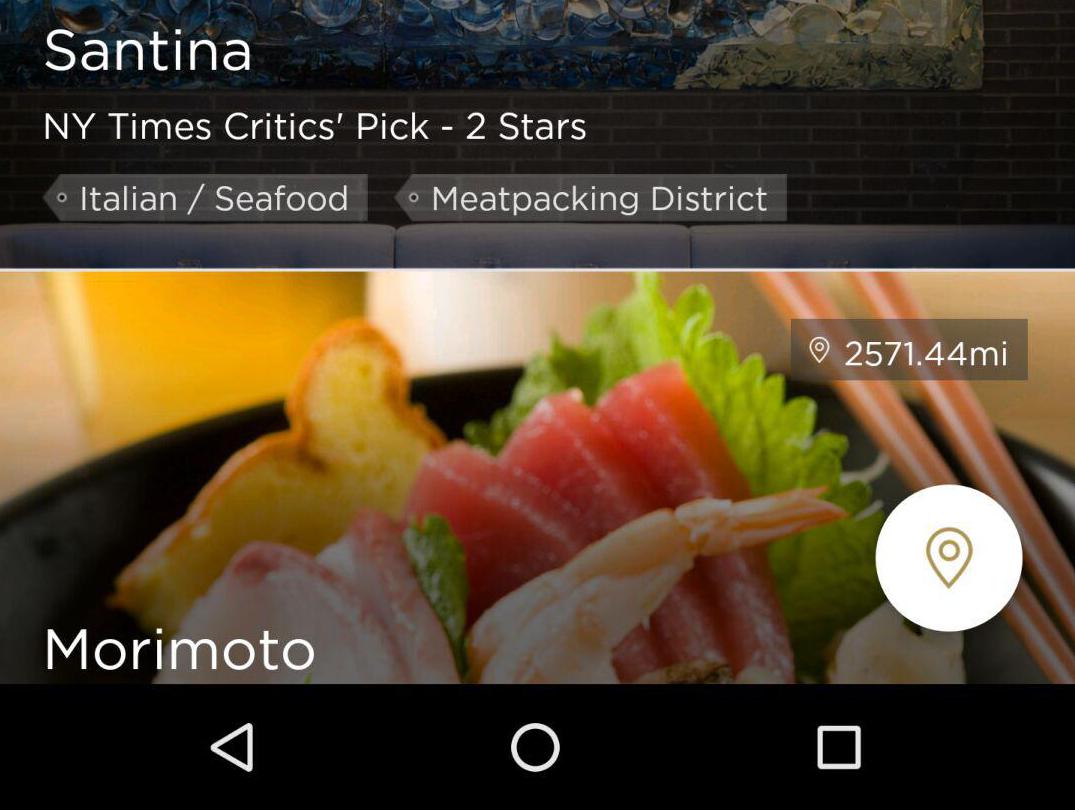 Santina
NY Times Critics' Pick - 2 Stars
Italian / Seafood
Meatpacking District
2571.44mi
Morimoto